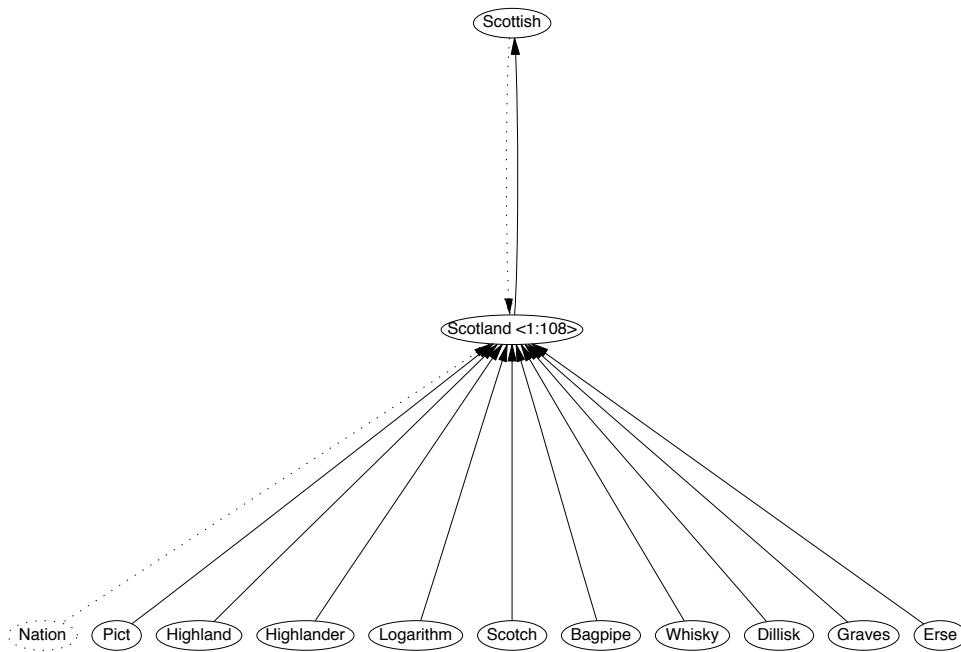 Scottish
Scotland <1:108>
Nation Pict Highland Highlander Logarithm Scotch Bagpipe Whisky Dillisk Graves Erse